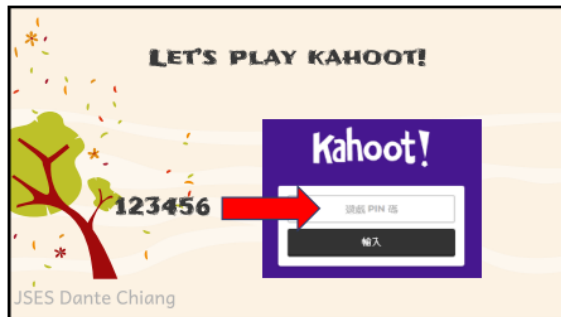 LET'S PLAY KAHOOT!
Kahoot!
123456
遊戲 PIN 碼
輸入
JSES Dante Chiang